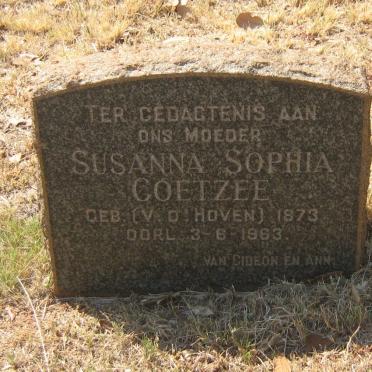 TER GEDAGTENIS AAN
ONS MOEDER
SUSANNA SOPHIA
COETZEE
GEB. (V. D. HOVEN) 1873
OORL. 3-6-1963
VAN GIDEON EN ANN.